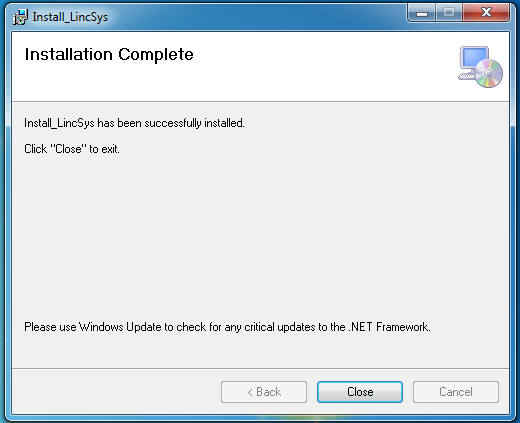 Install_LincSys
Installation Complete
Install_LincSys has been successfully installed.
Click "Close" to exit.
Please use Windows Update to check for any critical updates to the .NET Framework.
< Back Close Cancel